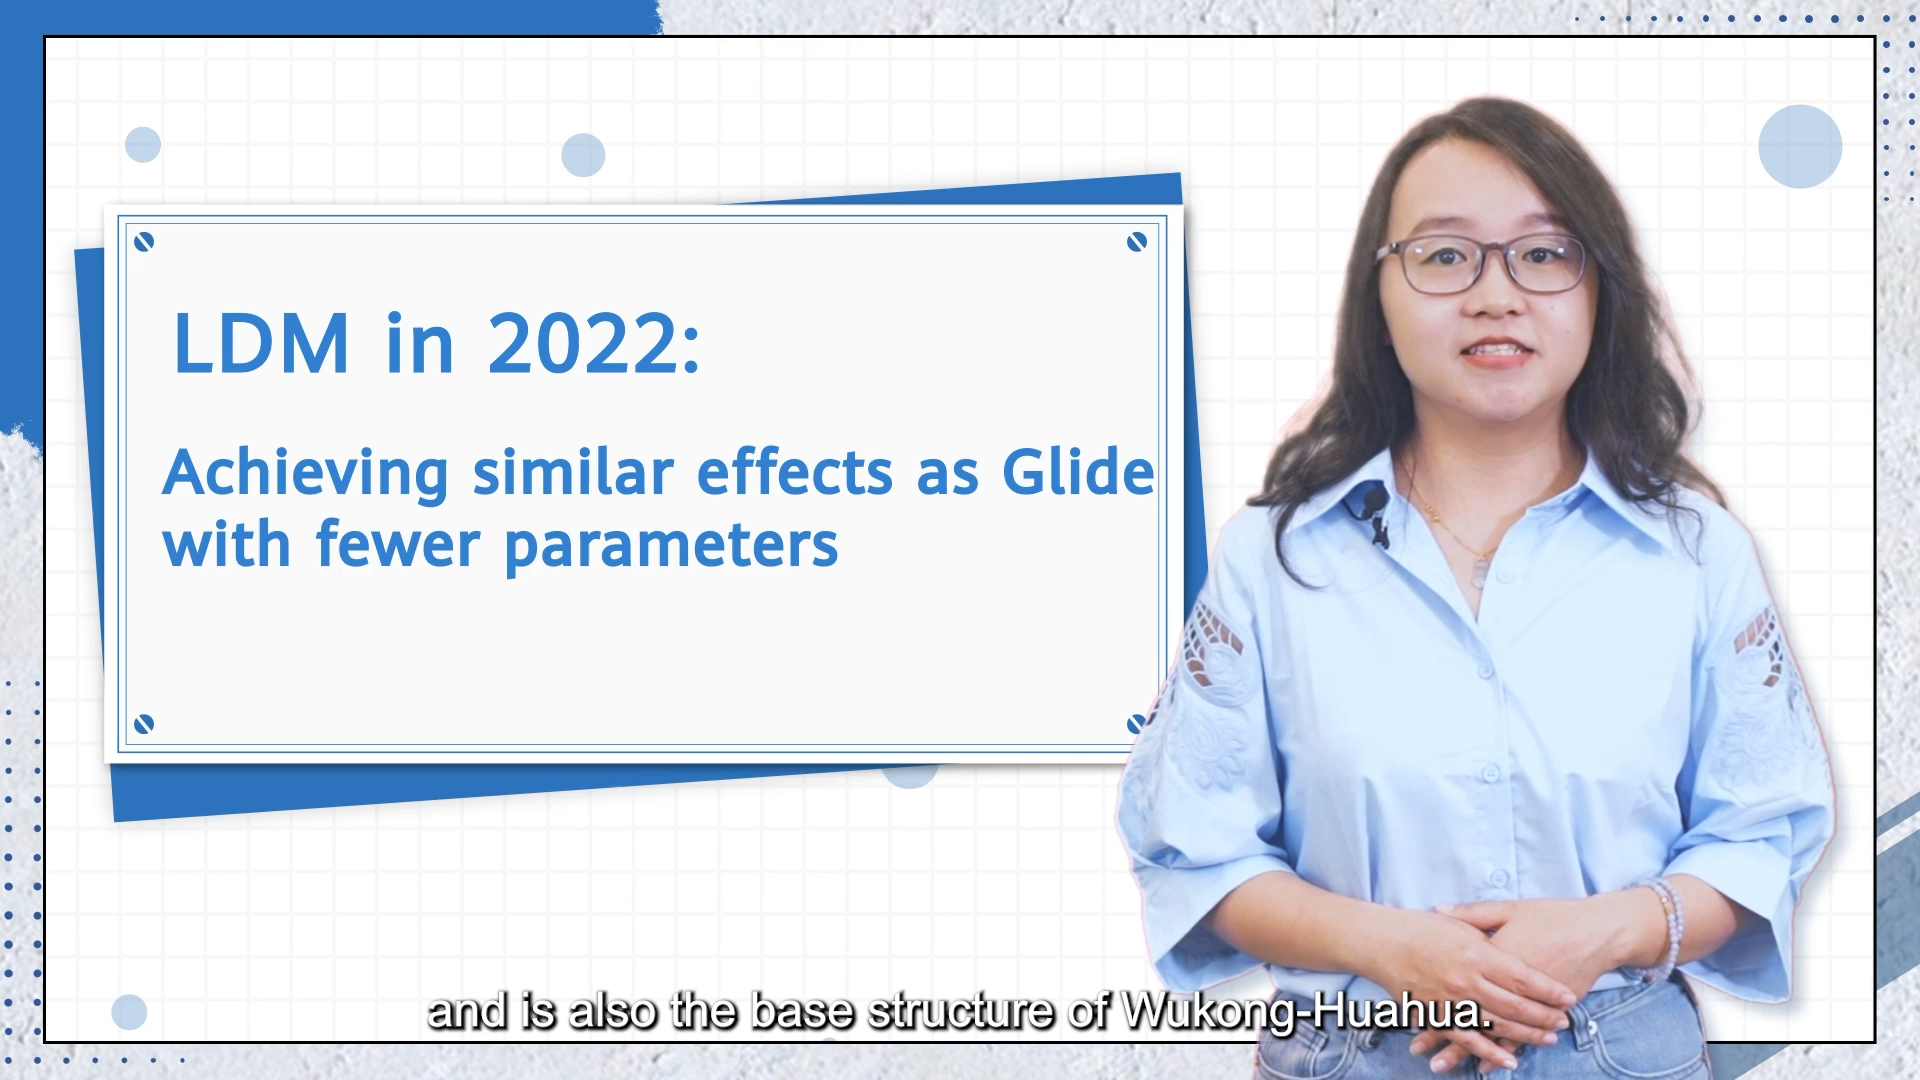 LDM in 2022:
Achieving similar effects as Glide
with fewer parameters
and is also the base structure of Wukong-Huahua.